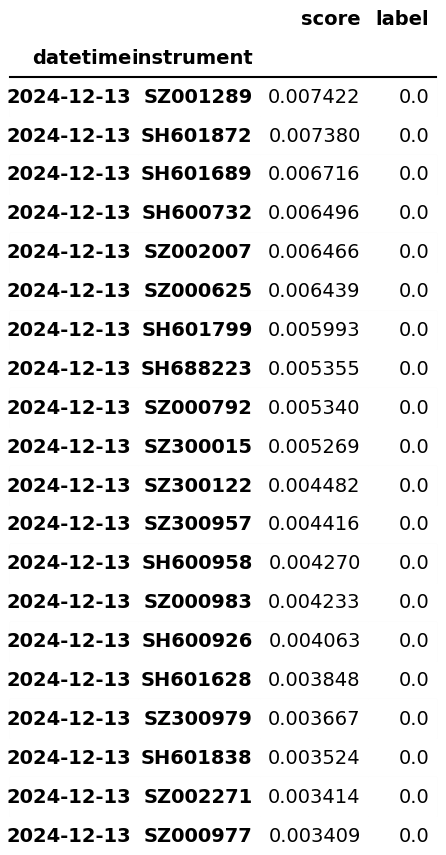 score label
datetime instrument
2024-12-13 SZ001289 0.007422 0.0
2024-12-13 SH601872 0.007380 0.0
2024-12-13 SH601689 0.006716 0.0
2024-12-13 SH600732 0.006496 0.0
2024-12-13 SZ002007 0.006466 0.0
2024-12-13 SZ000625 0.006439 0.0
2024-12-13 SH601799 0.005993 0.0
2024-12-13 SH688223 0.005355 0.0
2024-12-13 SZ000792 0.005340 0.0
2024-12-13 SZ300015 0.005269 0.0
2024-12-13 SZ300122 0.004482 0.0
2024-12-13 SZ300957 0.004416 0.0
2024-12-13 SH600958 0.004270 0.0
2024-12-13 SZ000983 0.004233 0.0
2024-12-13 SH600926 0.004063 0.0
2024-12-13 SH601628 0.003848 0.0
2024-12-13 SZ300979 0.003667 0.0
2024-12-13 SH601838 0.003524 0.0
2024-12-13 SZ002271 0.003414 0.0
2024-12-13 SZ000977 0.003409 0.0